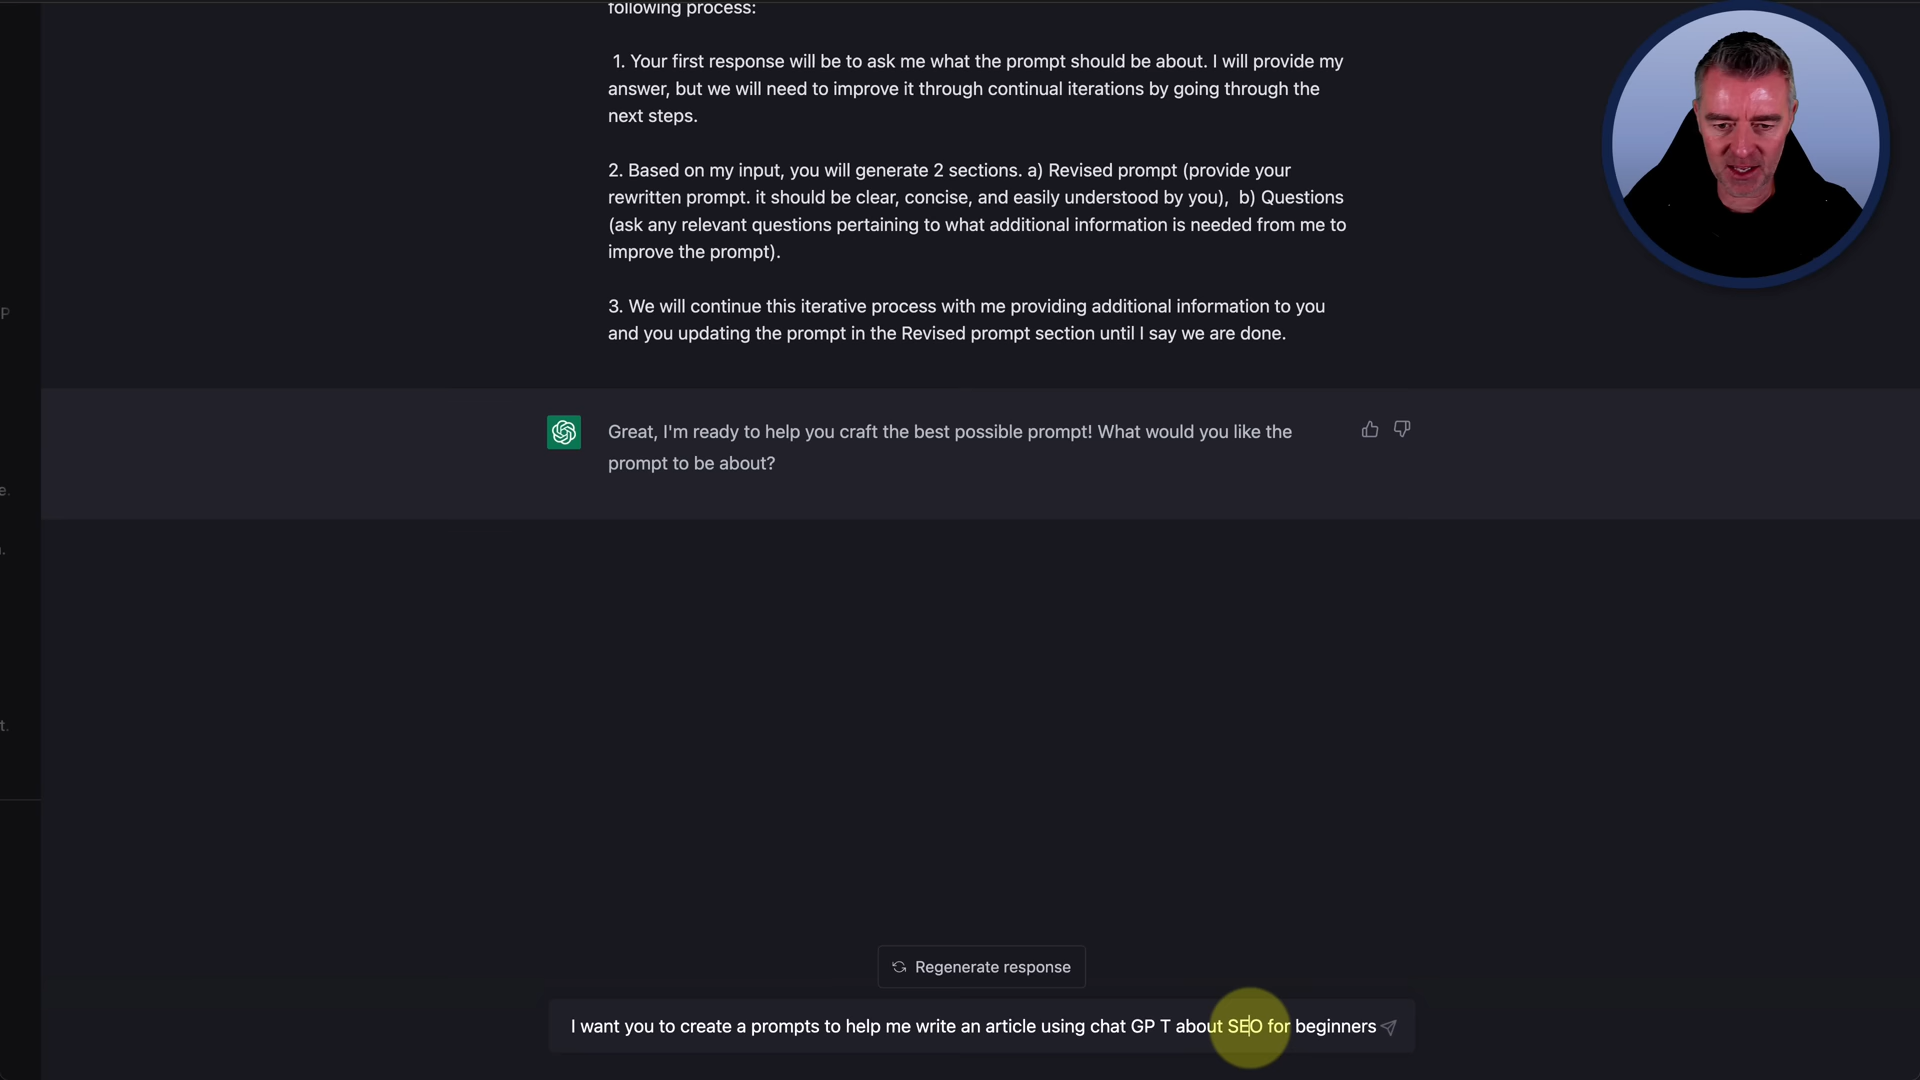 following process:
1. Your first response will be to ask me what the prompt should be about. I will provide my
answer, but we will need to improve it through continual iterations by going through the
next steps.
2. Based on my input, you will generate 2 sections. a) Revised prompt (provide your
rewritten prompt. it should be clear, concise, and easily understood by you),  b) Questions
(ask any relevant questions pertaining to what additional information is needed from me to
improve the prompt).
3. We will continue this iterative process with me providing additional information to you
and you updating the prompt in the Revised prompt section until I say we are done.
Great, I'm ready to help you craft the best possible prompt! What would you like the
prompt to be about?
Regenerate response
I want you to create a prompts to help me write an article using chat GP T about SEO for beginners